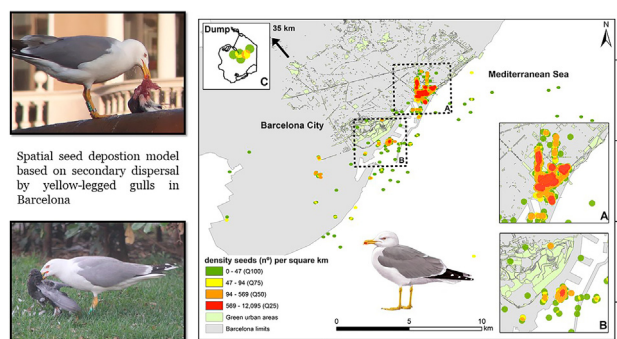 Spatial seed depostion model
based on secondary dispersal
by yellow-legged gulls in
Barcelona
Dump
35 km
C
N
Mediterranean Sea
A
Barcelona City
B
A
B
density seeds (nº) per square km
0 - 47 (Q100)
47 - 94 (Q75)
94 - 569 (Q50)
569 - 12,095 (Q25)
Green urban areas
Barcelona limits
0 5 10
km